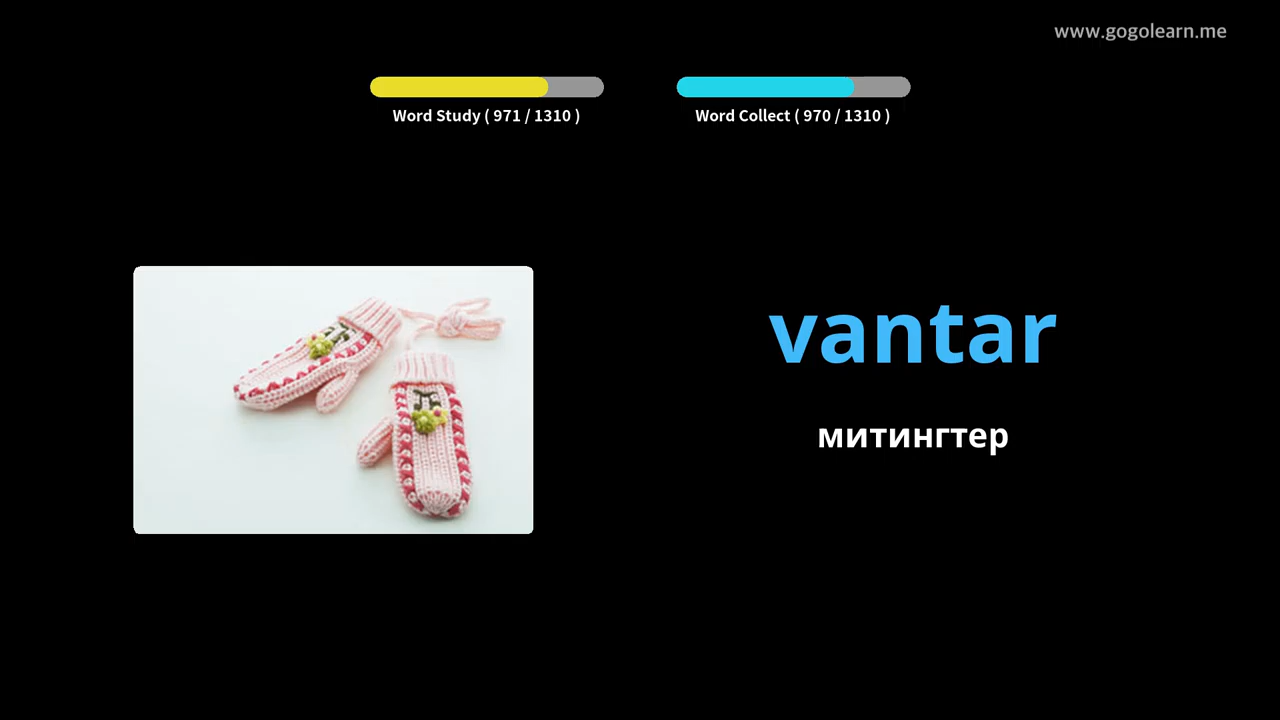 www.gogolearn.me
Word Study ( 971 / 1310 )
Word Collect ( 970 / 1310 )
vantar
митингтер